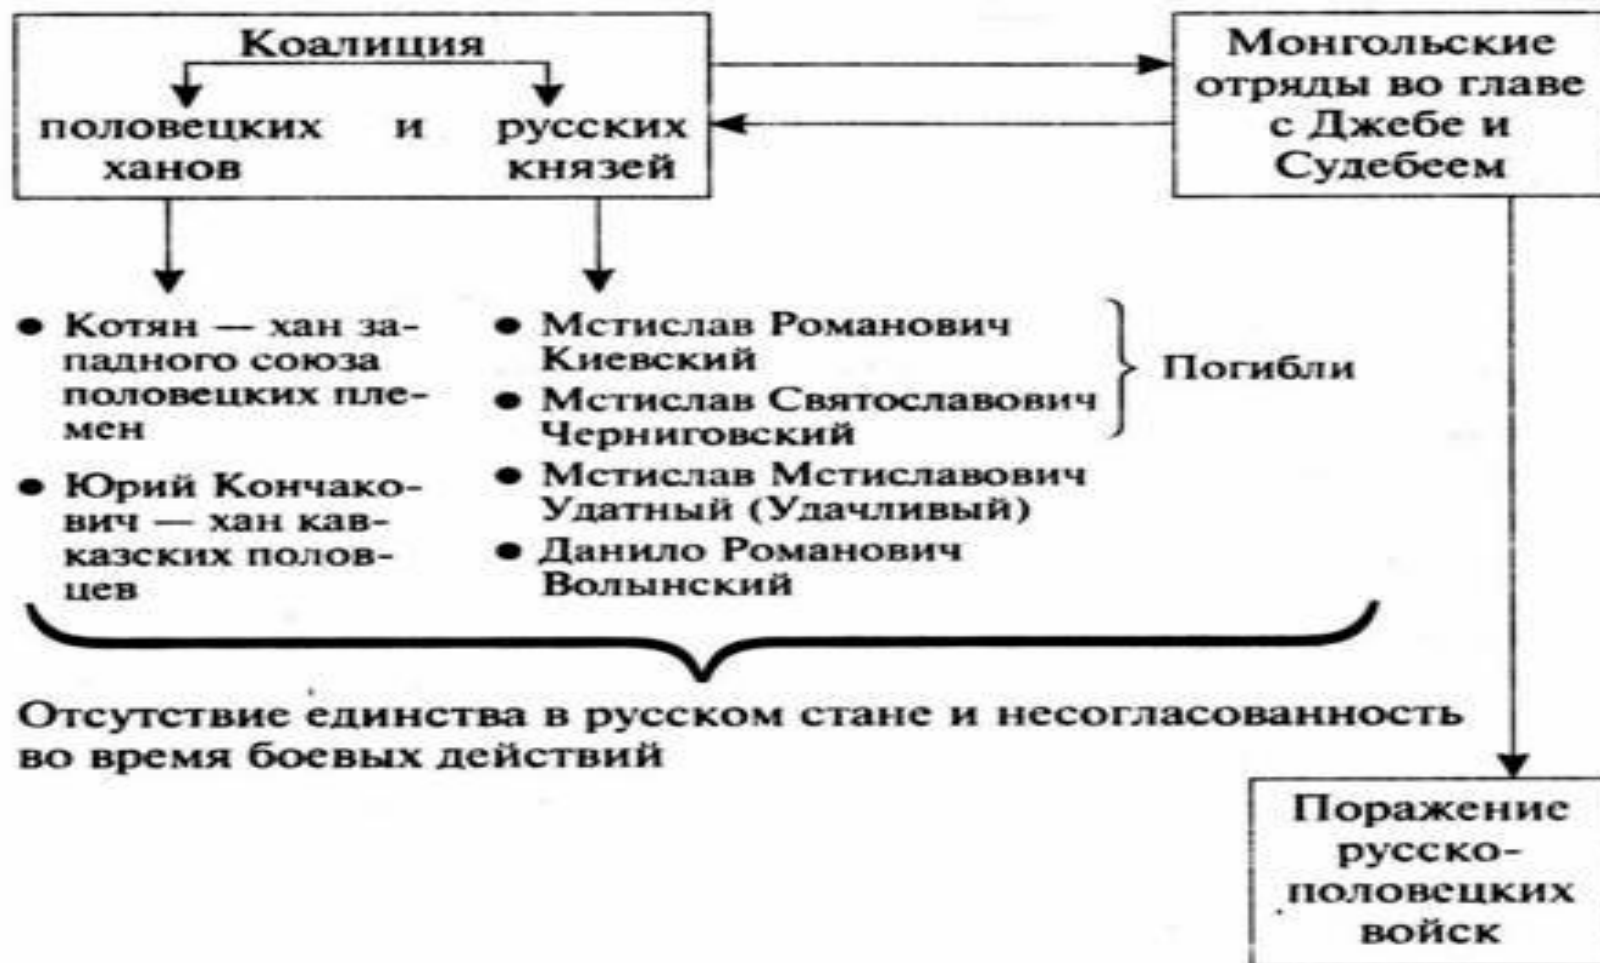 Коалиция
половецких и русских
ханов князей
Монгольские
отряды во главе
с Джебе и
Судебеем
● Котян — хан за-
падного союза
половецких пле-
мен
● Юрий Кончако-
вич — хан кав-
казских полов-
цев
● Мстислав Романович
Киевский
● Мстислав Святославович
Черниговский
● Мстислав Мстиславович
Удатный (Удачливый)
● Данило Романович
Волынский
Погибли
Отсутствие единства в русском стане и несогласованность
во время боевых действий
Поражение
русско-
половецких
войск